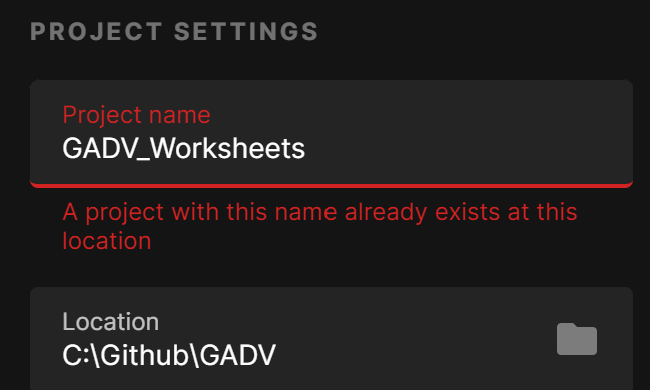 PROJECT SETTINGS
Project name
GADV_Worksheets
A project with this name already exists at this
location
Location
C:\Github\GADV